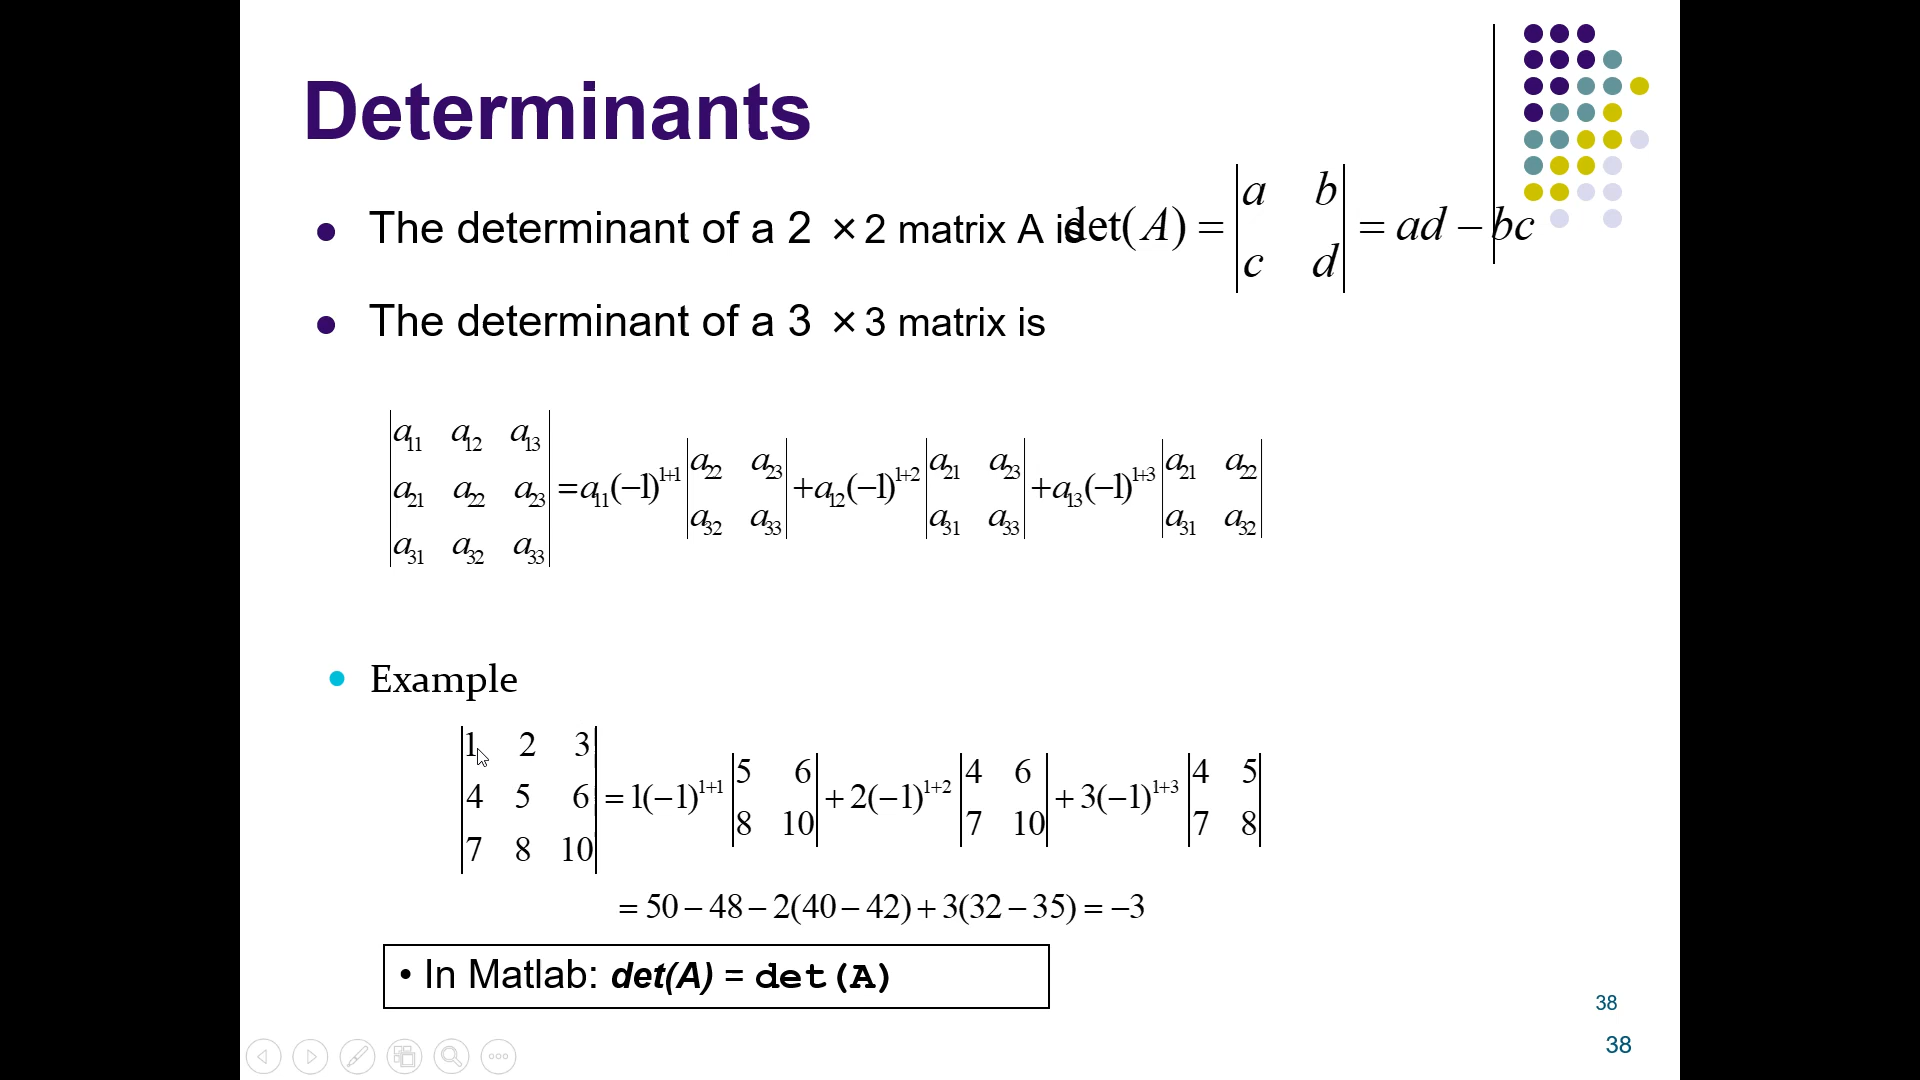 Determinants
• The determinant of a 2 × 2 matrix A is det(A) = |a b; c d| = ad − bc
• The determinant of a 3 × 3 matrix is
|a₁₁ a₁₂ a₁₃; a₂₁ a₂₂ a₂₃; a₃₁ a₃₂ a₃₃| = a₁₁(−1)¹⁺¹ |a₂₂ a₂₃; a₃₂ a₃₃| + a₁₂(−1)¹⁺² |a₂₁ a₂₃; a₃₁ a₃₃| + a₁₃(−1)¹⁺³ |a₂₁ a₂₂; a₃₁ a₃₂|
• Example
|1 2 3; 4 5 6; 7 8 10| = 1(−1)¹⁺¹ |5 6; 8 10| + 2(−1)¹⁺² |4 6; 7 10| + 3(−1)¹⁺³ |4 5; 7 8|
= 50 − 48 − 2(40 − 42) + 3(32 − 35) = −3
• In Matlab: det(A) = det(A)
38
38